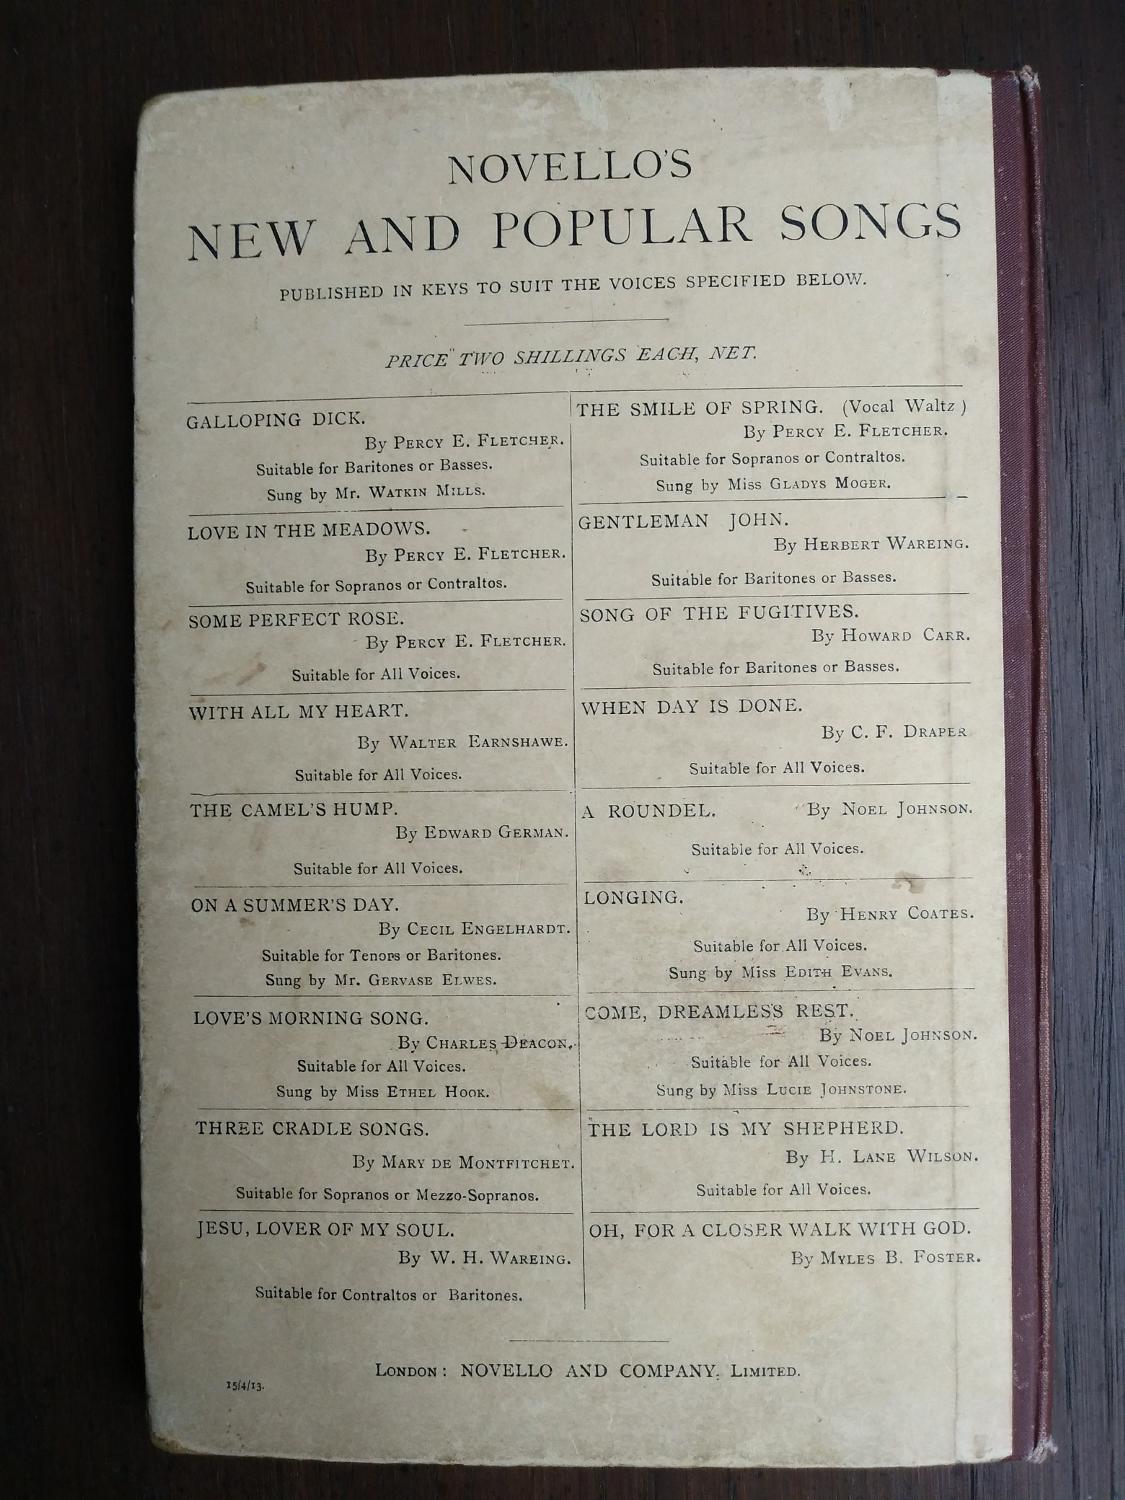 NOVELLO'S
NEW AND POPULAR SONGS
PUBLISHED IN KEYS TO SUIT THE VOICES SPECIFIED BELOW.
PRICE TWO SHILLINGS EACH, NET.
GALLOPING DICK.
By PERCY E. FLETCHER.
Suitable for Baritones or Basses.
Sung by Mr. WATKIN MILLS.
LOVE IN THE MEADOWS.
By PERCY E. FLETCHER.
Suitable for Sopranos or Contraltos.
SOME PERFECT ROSE.
By PERCY E. FLETCHER.
Suitable for All Voices.
WITH ALL MY HEART.
By WALTER EARNSHAWE.
Suitable for All Voices.
THE CAMEL'S HUMP.
By EDWARD GERMAN.
Suitable for All Voices.
ON A SUMMER'S DAY.
By CECIL ENGELHARDT.
Suitable for Tenors or Baritones.
Sung by Mr. GERVASE ELWES.
LOVE'S MORNING SONG.
By CHARLES DEACON.
Suitable for All Voices.
Sung by Miss ETHEL HOOK.
THREE CRADLE SONGS.
By MARY DE MONTFITCHET.
Suitable for Sopranos or Mezzo-Sopranos.
JESU, LOVER OF MY SOUL.
By W. H. WAREING.
Suitable for Contraltos or Baritones.
THE SMILE OF SPRING. (Vocal Waltz)
By PERCY E. FLETCHER.
Suitable for Sopranos or Contraltos.
Sung by Miss GLADYS MOGER.
GENTLEMAN JOHN.
By HERBERT WAREING.
Suitable for Baritones or Basses.
SONG OF THE FUGITIVES.
By HOWARD CARR.
Suitable for Baritones or Basses.
WHEN DAY IS DONE.
By C. F. DRAPER
Suitable for All Voices.
A ROUNDEL. By NOEL JOHNSON.
Suitable for All Voices.
LONGING.
By HENRY COATES.
Suitable for All Voices.
Sung by Miss EDITH EVANS.
COME, DREAMLESS REST.
By NOEL JOHNSON.
Suitable for All Voices.
Sung by Miss LUCIE JOHNSTONE.
THE LORD IS MY SHEPHERD.
By H. LANE WILSON.
Suitable for All Voices.
OH, FOR A CLOSER WALK WITH GOD.
By MYLES B. FOSTER.
LONDON: NOVELLO AND COMPANY, LIMITED.
15/4/13.